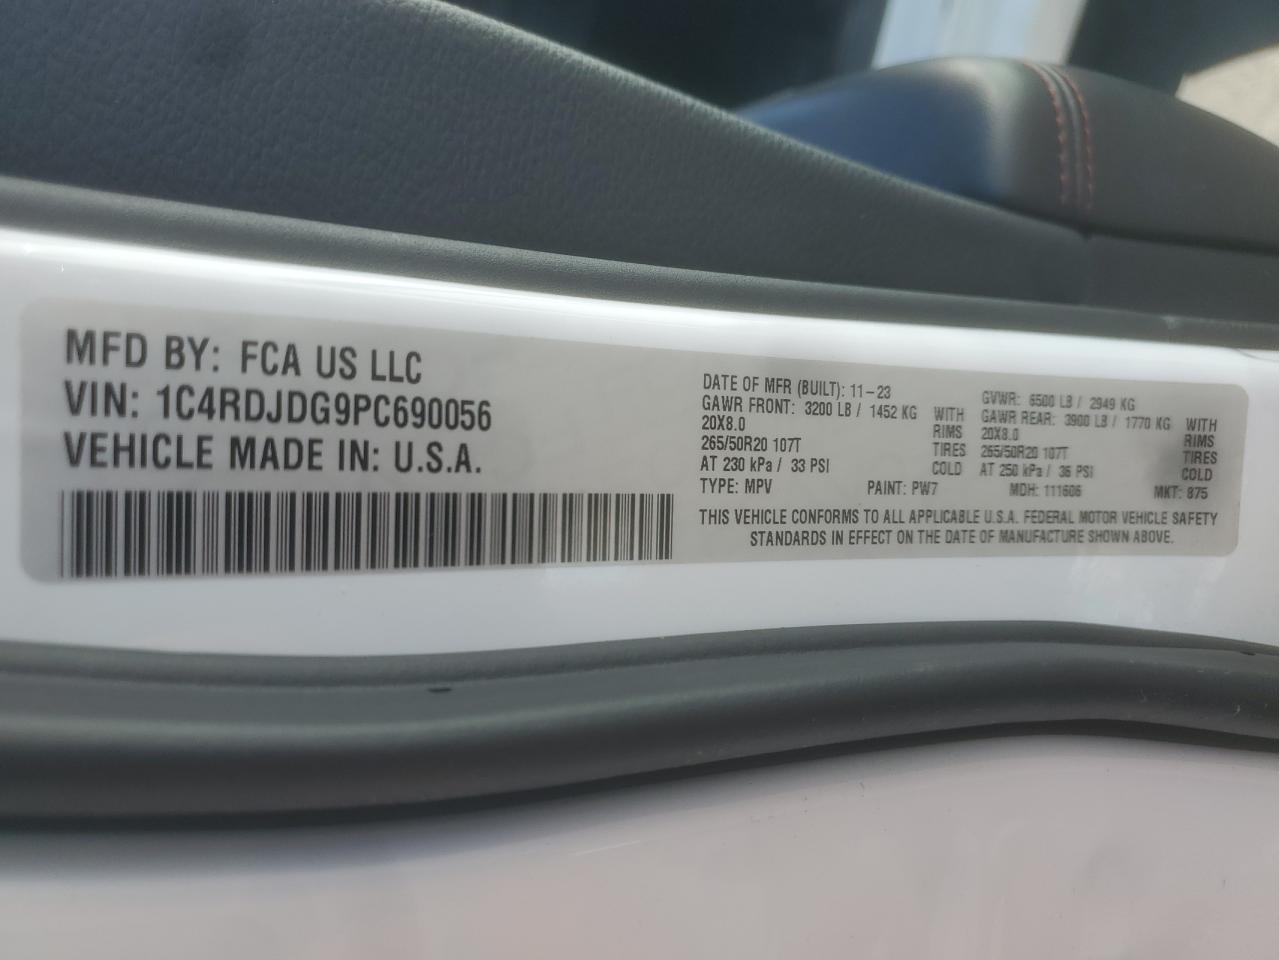 MFD BY: FCA US LLC
VIN: 1C4RDJDG9PC690056
VEHICLE MADE IN: U.S.A.
DATE OF MFR (BUILT): 11-23
GAWR FRONT: 3200 LB / 1452 KG WITH
20X8.0 RIMS
265/50R20 107T TIRES
AT 230 kPa / 33 PSI COLD
GVWR: 6500 LB / 2949 KG
GAWR REAR: 3900 LB / 1770 KG WITH
20X8.0 RIMS
265/50R20 107T TIRES
AT 250 kPa / 36 PSI COLD
TYPE: MPV PAINT: PW7 MDH: 111606 MKT: 875
THIS VEHICLE CONFORMS TO ALL APPLICABLE U.S.A. FEDERAL MOTOR VEHICLE SAFETY
STANDARDS IN EFFECT ON THE DATE OF MANUFACTURE SHOWN ABOVE.